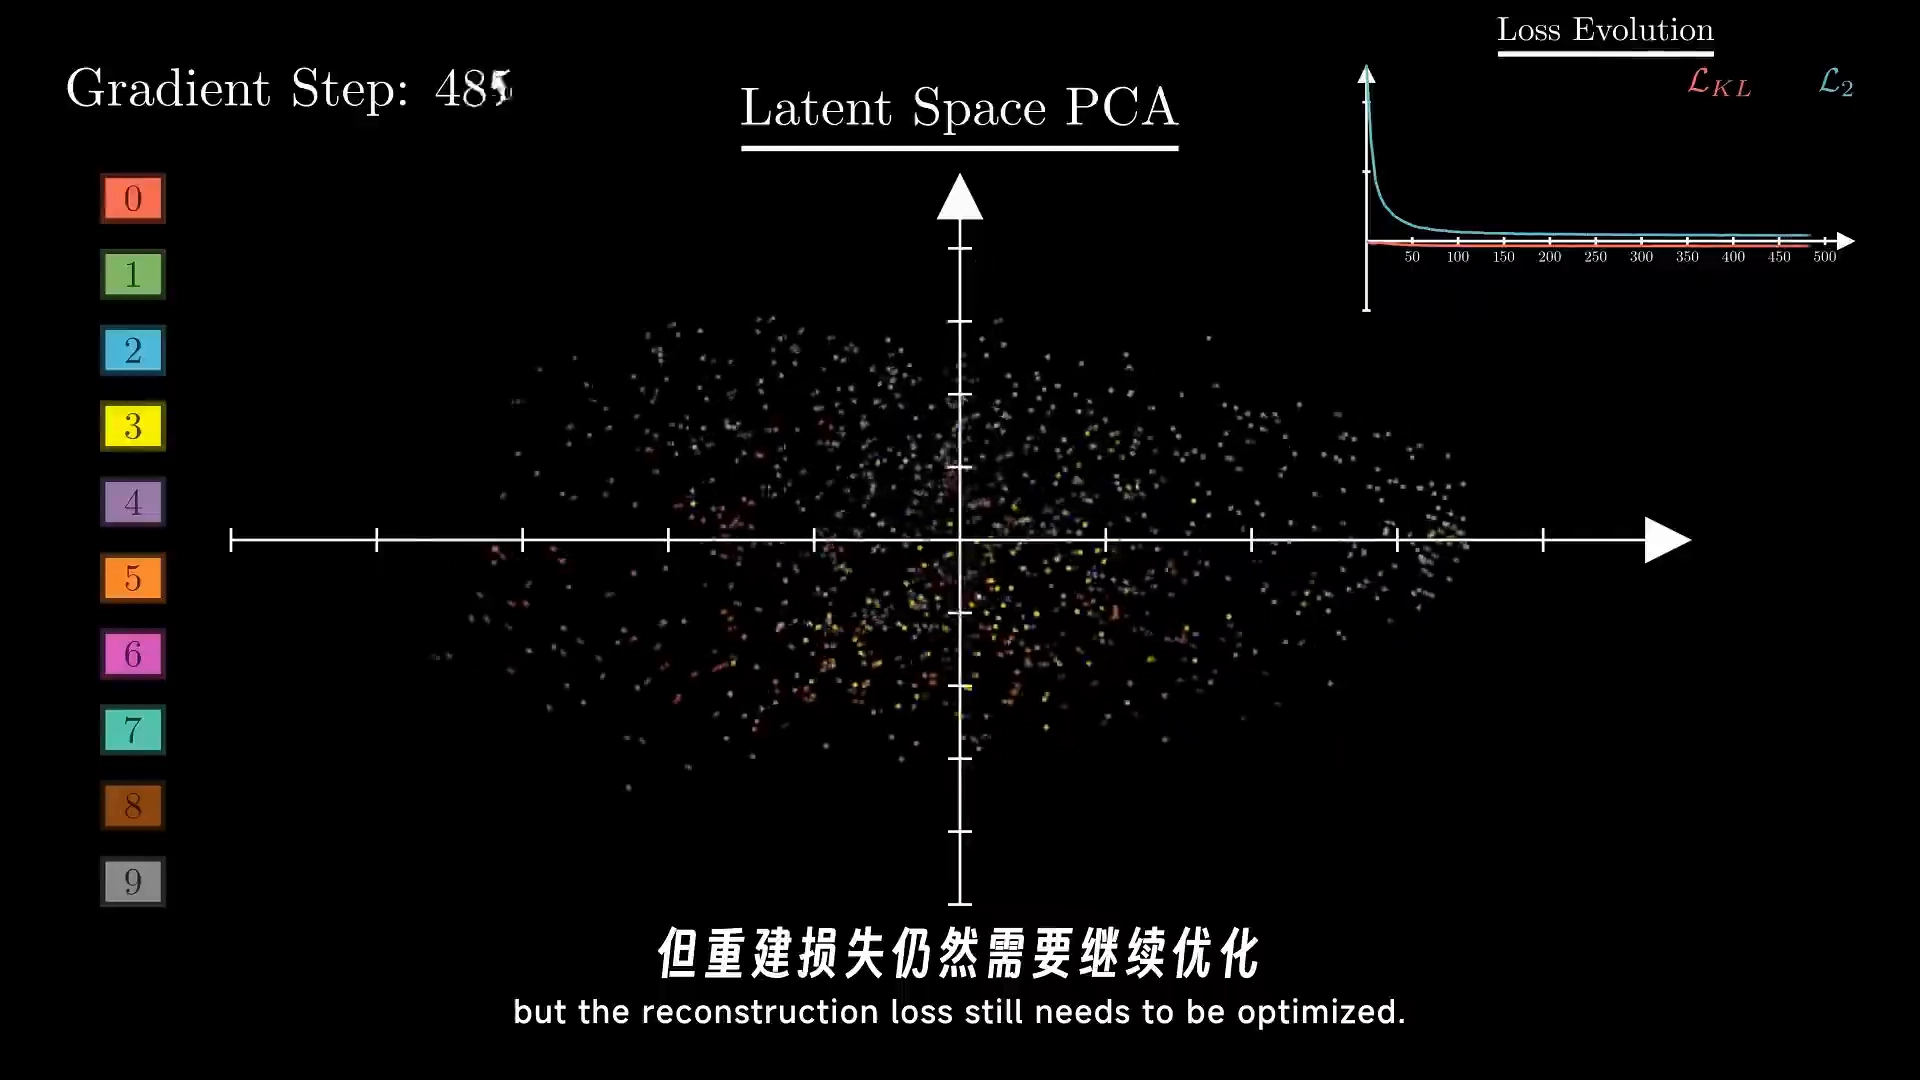 Loss Evolution
Gradient Step:
Latent Space PCA
ℒKL ℒ2
50 100 150 200 250 300 350 400 450 500
0
1
2
3
4
5
6
7
8
9
但重建损失仍然需要继续优化
but the reconstruction loss still needs to be optimized.